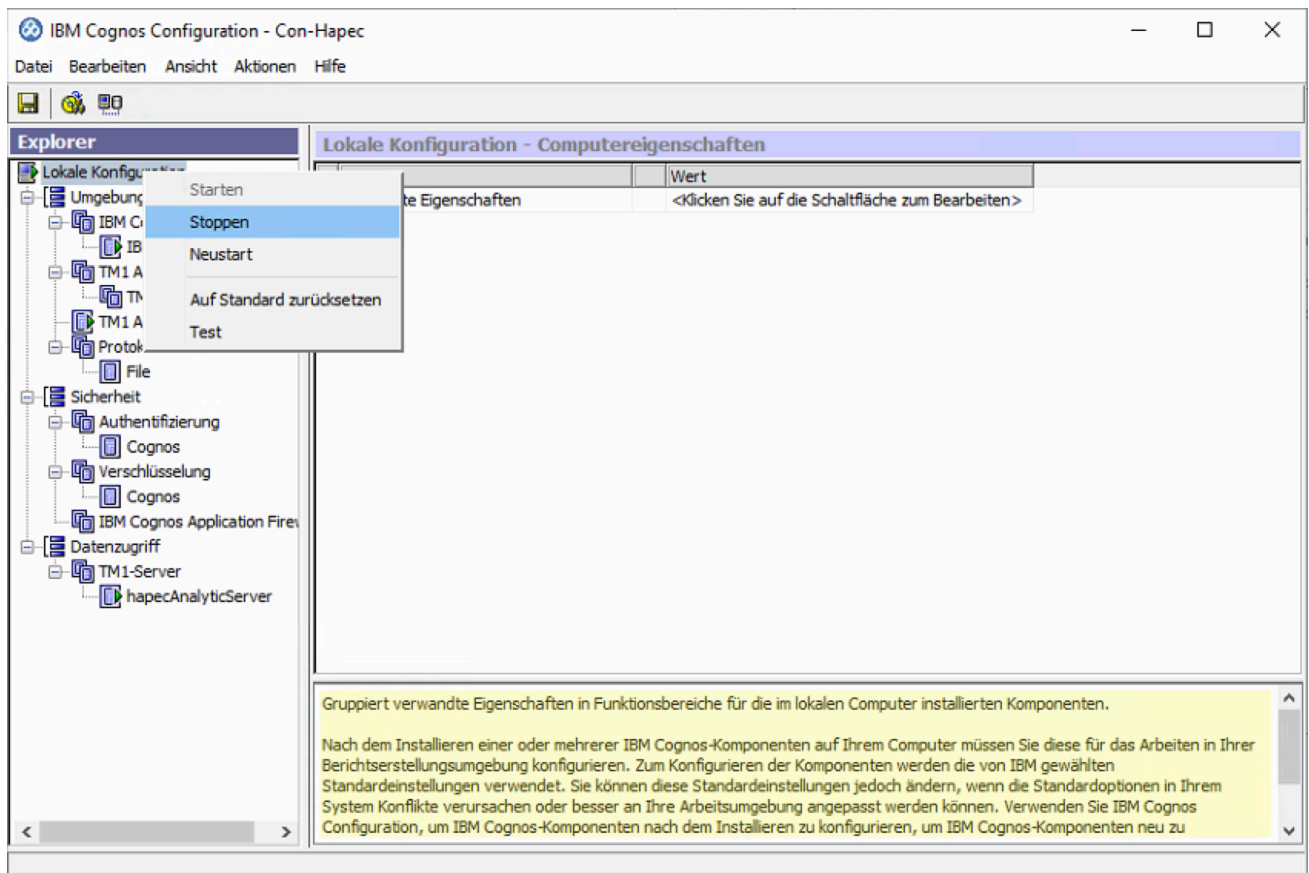 IBM Cognos Configuration - Con-Hapec
Datei Bearbeiten Ansicht Aktionen Hilfe
Explorer
Lokale Konfiguration
Umgebung
IBM
IB
TM1 A
TM
TM1 A
Protok
File
Sicherheit
Authentifizierung
Cognos
Verschlüsselung
Cognos
IBM Cognos Application Firew
Datenzugriff
TM1-Server
hapecAnalyticServer
Starten
Stoppen
Neustart
Auf Standard zurücksetzen
Test
Lokale Konfiguration - Computereigenschaften
Wert
te Eigenschaften <Klicken Sie auf die Schaltfläche zum Bearbeiten>
Gruppiert verwandte Eigenschaften in Funktionsbereiche für die im lokalen Computer installierten Komponenten.
Nach dem Installieren einer oder mehrerer IBM Cognos-Komponenten auf Ihrem Computer müssen Sie diese für das Arbeiten in Ihrer
Berichtserstellungsumgebung konfigurieren. Zum Konfigurieren der Komponenten werden die von IBM gewählten
Standardeinstellungen verwendet. Sie können diese Standardeinstellungen jedoch ändern, wenn die Standardoptionen in Ihrem
System Konflikte verursachen oder besser an Ihre Arbeitsumgebung angepasst werden können. Verwenden Sie IBM Cognos
Configuration, um IBM Cognos-Komponenten nach dem Installieren zu konfigurieren, um IBM Cognos-Komponenten neu zu